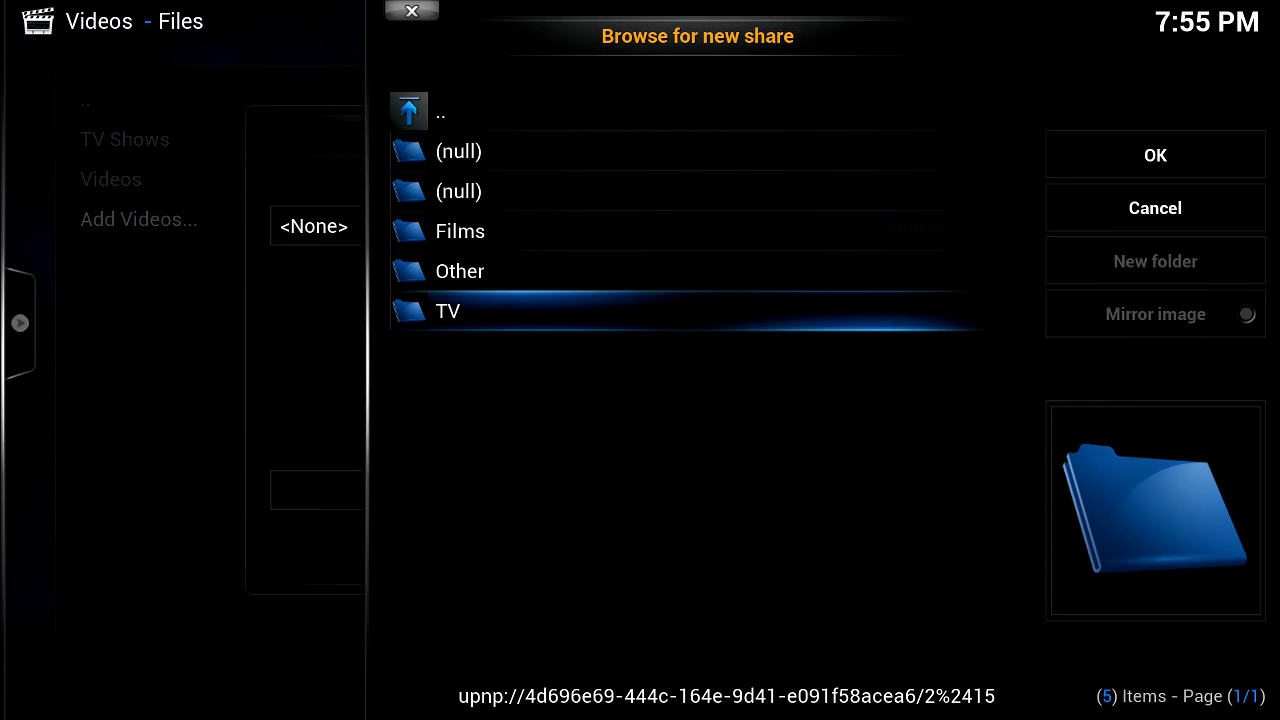 Videos - Files
Browse for new share
7:55 PM
..
TV Shows
Videos
Add Videos...
<None>
..
(null)
(null)
Films
Browse
Other
TV
OK
Cancel
New folder
Mirror image
upnp://4d696e69-444c-164e-9d41-e091f58acea6/2%2415
(5) Items - Page (1/1)